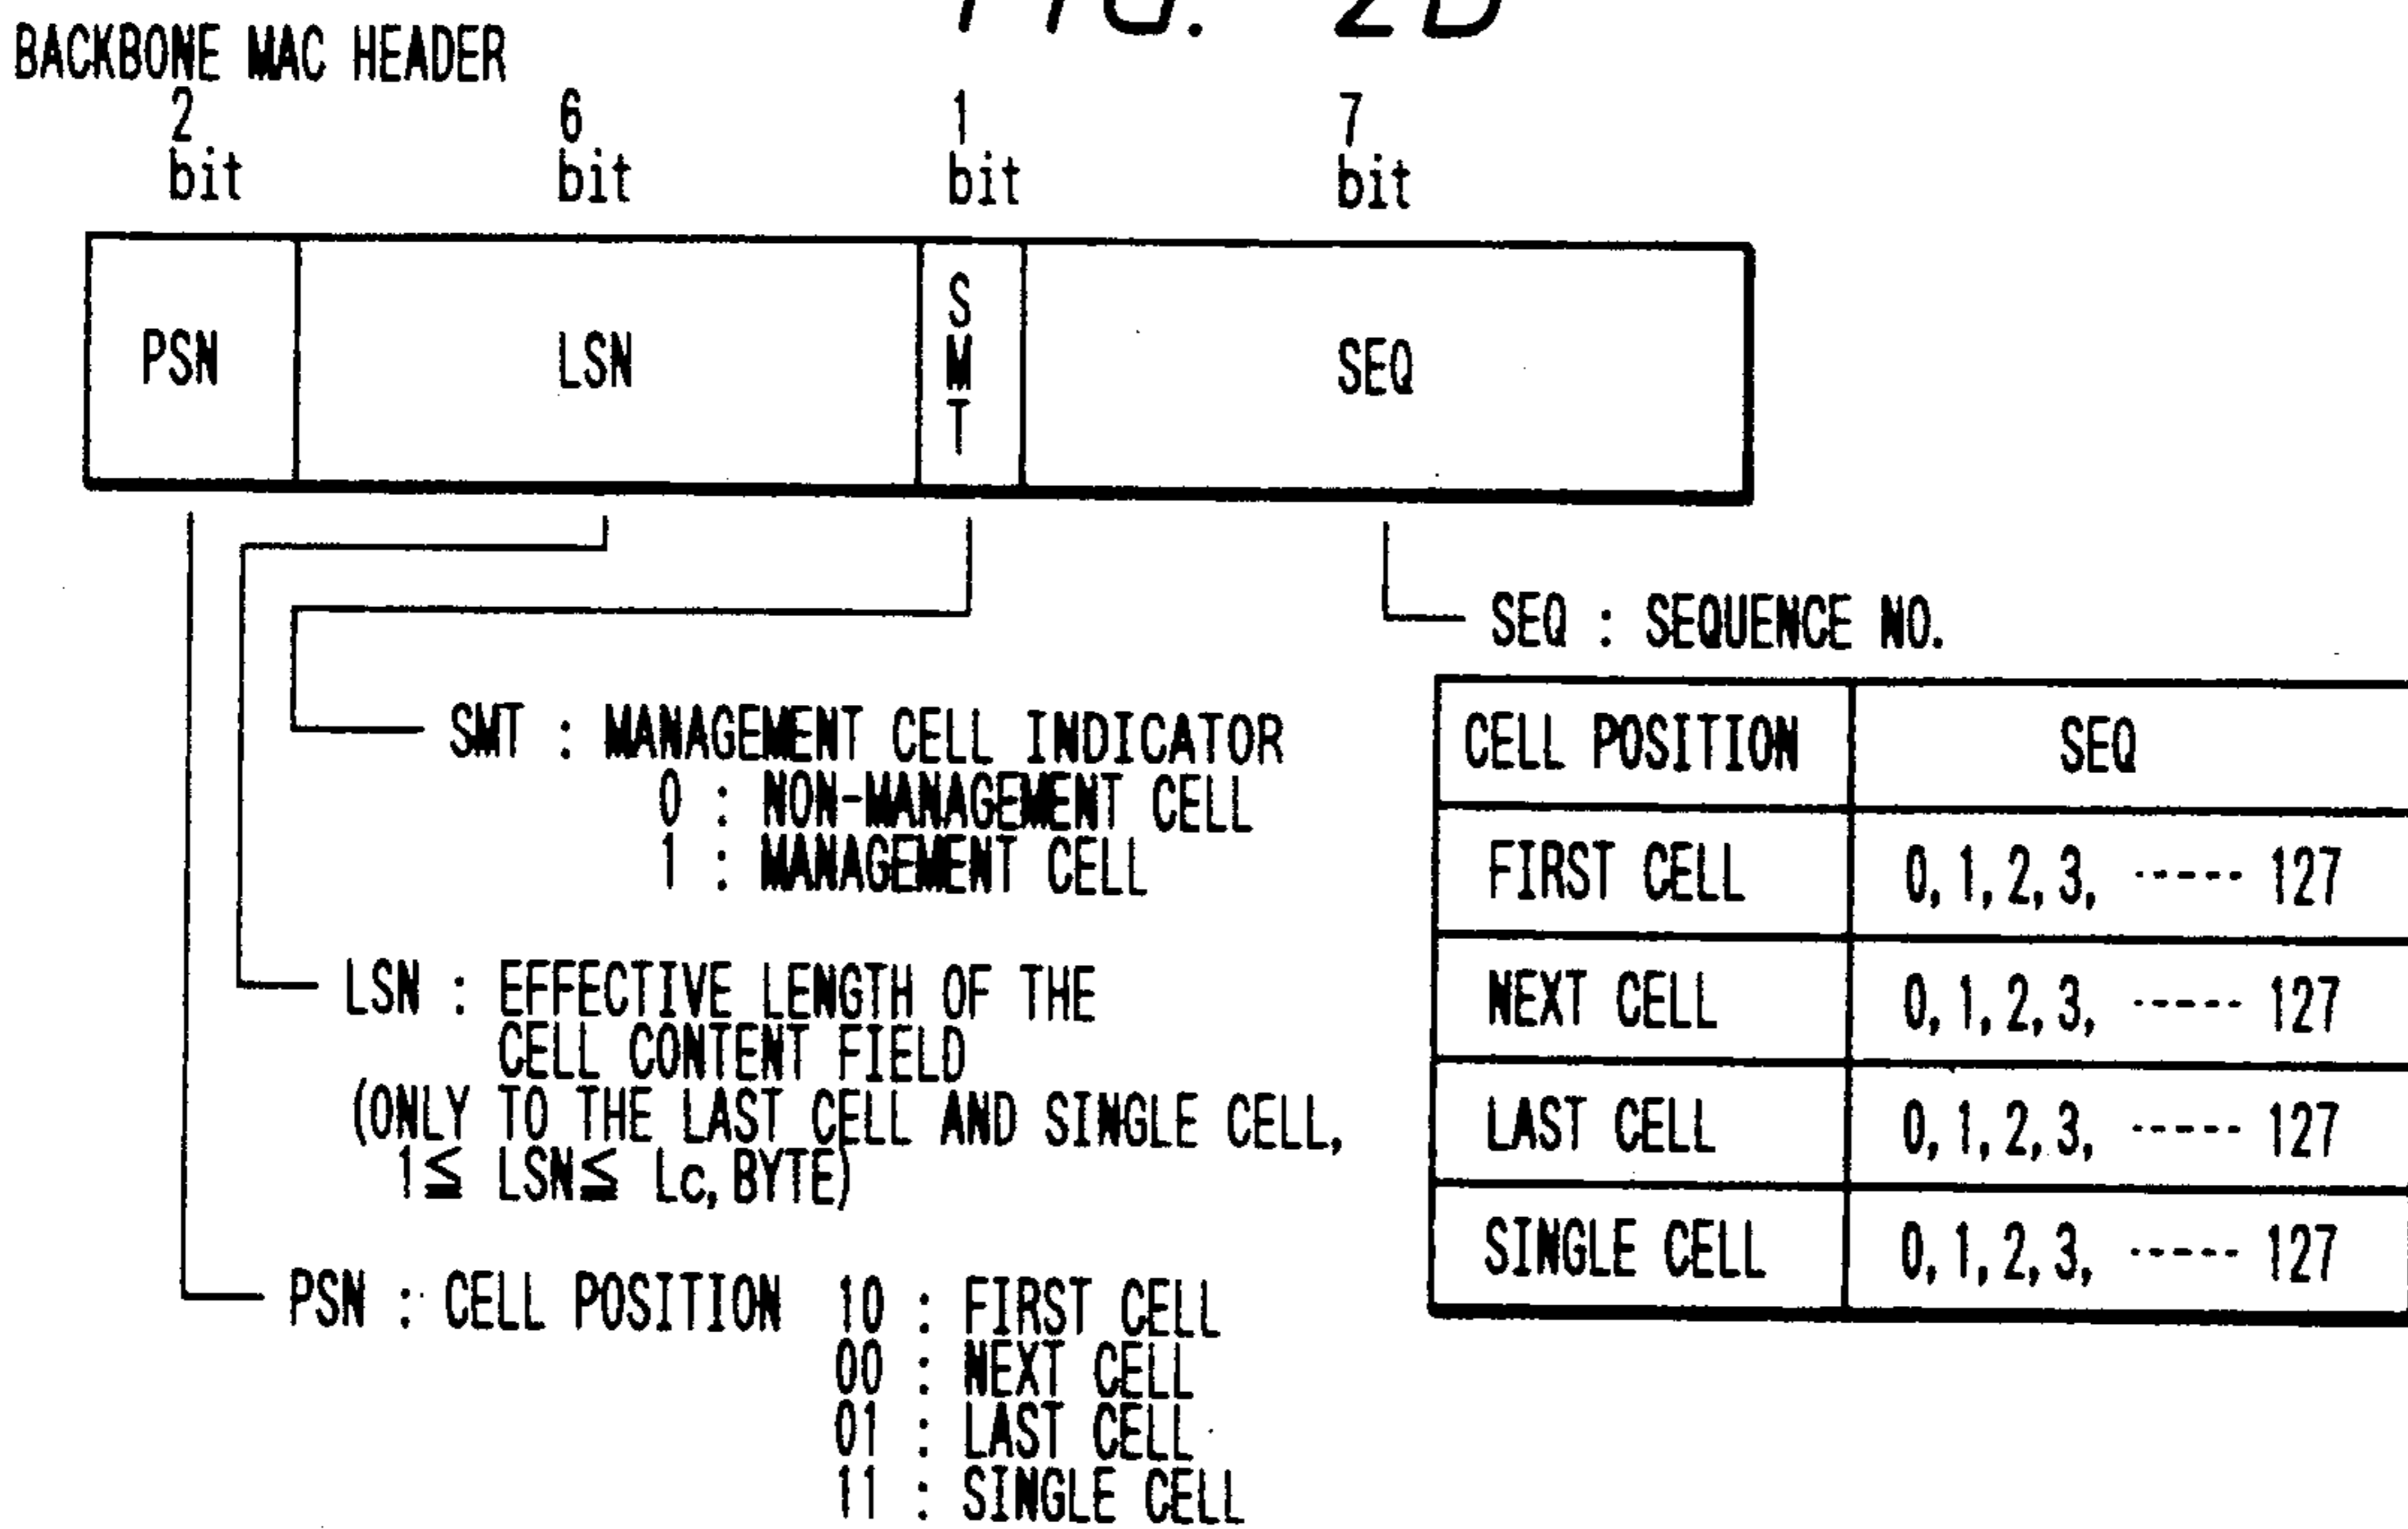 FIG. 2D
BACKBONE MAC HEADER
2 bit
6 bit
1 bit
7 bit
PSN
LSN
SMT
SEQ
SEQ : SEQUENCE NO.
CELL POSITION SEQ
FIRST CELL 0, 1, 2, 3, ----- 127
NEXT CELL 0, 1, 2, 3, ----- 127
LAST CELL 0, 1, 2, 3, ----- 127
SINGLE CELL 0, 1, 2, 3, ----- 127
SMT : MANAGEMENT CELL INDICATOR
0 : NON-MANAGEMENT CELL
1 : MANAGEMENT CELL
LSN : EFFECTIVE LENGTH OF THE
CELL CONTENT FIELD
(ONLY TO THE LAST CELL AND SINGLE CELL,
1≦ LSN≦ Lc, BYTE)
PSN : CELL POSITION 10 : FIRST CELL
00 : NEXT CELL
01 : LAST CELL
11 : SINGLE CELL